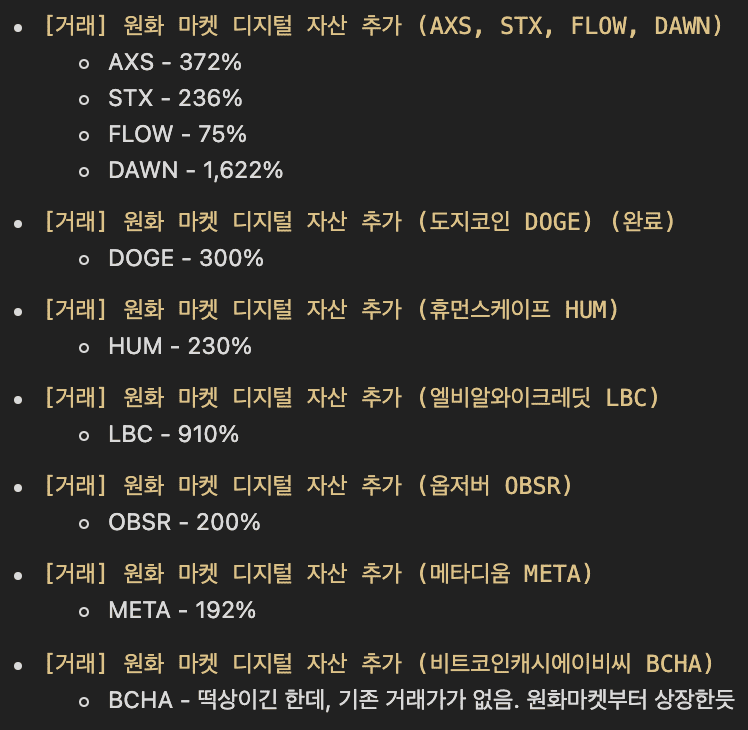 [거래] 원화 마켓 디지털 자산 추가 (AXS, STX, FLOW, DAWN)
AXS - 372%
STX - 236%
FLOW - 75%
DAWN - 1,622%
[거래] 원화 마켓 디지털 자산 추가 (도지코인 DOGE) (완료)
DOGE - 300%
[거래] 원화 마켓 디지털 자산 추가 (휴먼스케이프 HUM)
HUM - 230%
[거래] 원화 마켓 디지털 자산 추가 (엘비알와이크레딧 LBC)
LBC - 910%
[거래] 원화 마켓 디지털 자산 추가 (옵저버 OBSR)
OBSR - 200%
[거래] 원화 마켓 디지털 자산 추가 (메타디움 META)
META - 192%
[거래] 원화 마켓 디지털 자산 추가 (비트코인캐시에이비씨 BCHA)
BCHA - 떡상이긴 한데, 기존 거래가가 없음. 원화마켓부터 상장한듯